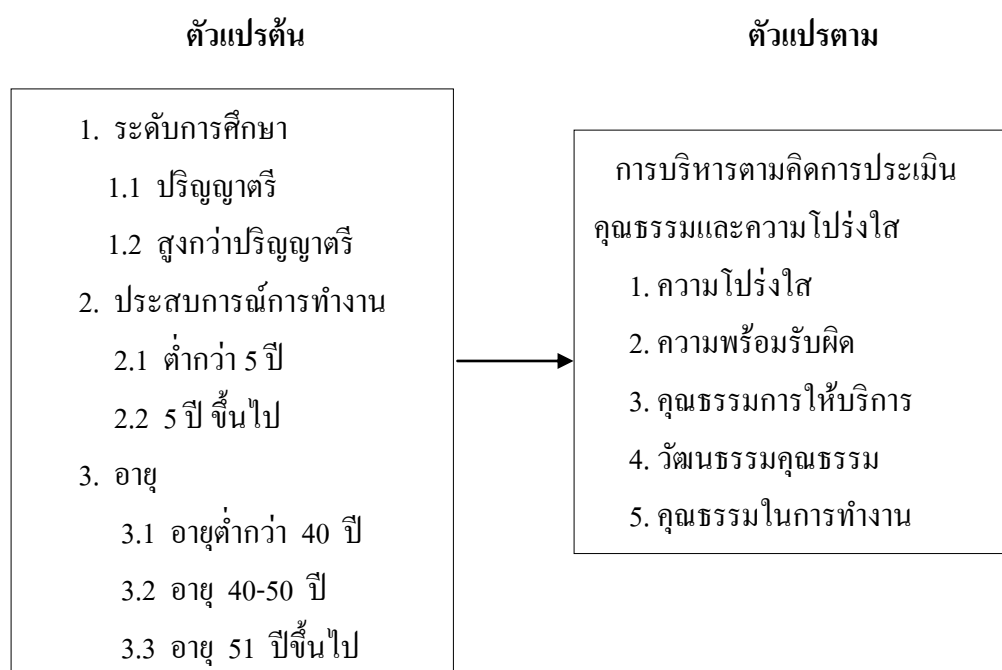 ตัวแปรต้น
ตัวแปรตาม
1. ระดับการศึกษา
1.1 ปริญญาตรี
1.2 สูงกว่าปริญญาตรี
2. ประสบการณ์การทำงาน
2.1 ต่ำกว่า 5 ปี
2.2 5 ปี ขึ้นไป
3. อายุ
3.1 อายุต่ำกว่า 40 ปี
3.2 อายุ 40-50 ปี
3.3 อายุ 51 ปีขึ้นไป
การบริหารตามคิดการประเมิน
คุณธรรมและความโปร่งใส
1. ความโปร่งใส
2. ความพร้อมรับผิด
3. คุณธรรมการให้บริการ
4. วัฒนธรรมคุณธรรม
5. คุณธรรมในการทำงาน